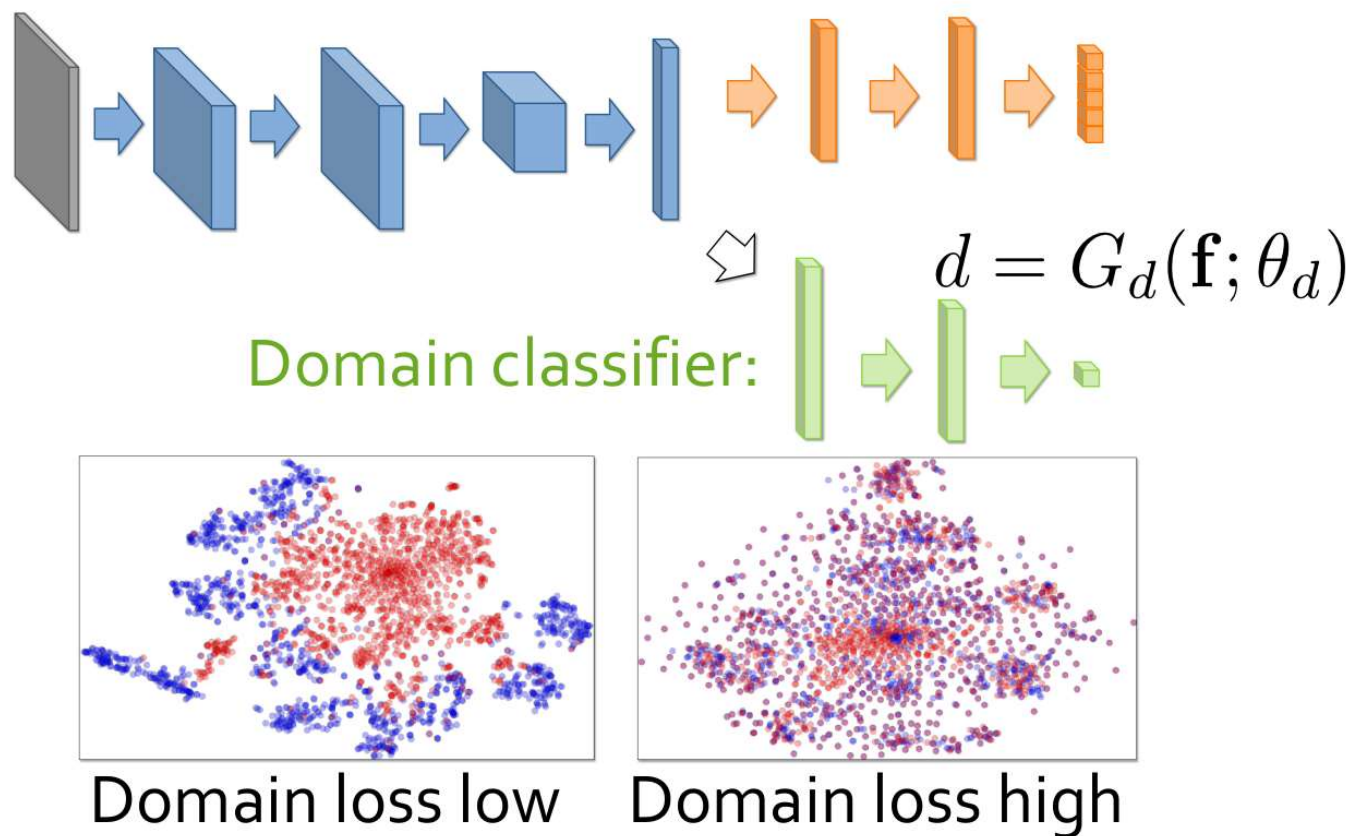 d = G_d(f; θ_d)
Domain classifier:
Domain loss low
Domain loss high